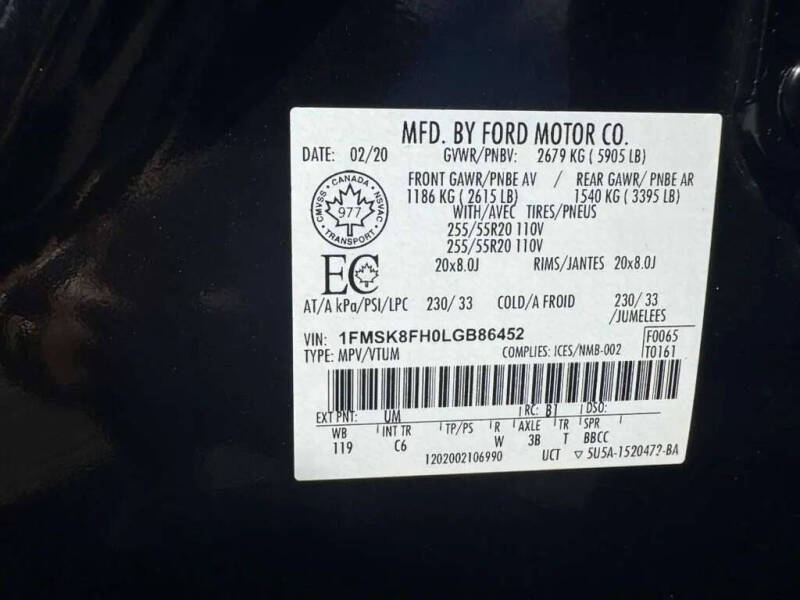 MFD. BY FORD MOTOR CO.
DATE: 02/20 GVWR/PNBV: 2679 KG ( 5905 LB)
FRONT GAWR/PNBE AV / REAR GAWR/ PNBE AR
1186 KG ( 2615 LB) 1540 KG ( 3395 LB)
WITH/AVEC TIRES/PNEUS
255/55R20 110V
255/55R20 110V
20x8.0J RIMS/JANTES 20x8.0J
CANADA
CMVSS NSVAC
977
TRANSPORT
EC
AT/A kPa/PSI/LPC 230/ 33 COLD/A FROID 230/ 33
/JUMELEES
VIN: 1FMSK8FH0LGB86452 F0065
TYPE: MPV/VTUM COMPLIES: ICES/NMB-002 T0161
EXT PNT: UM RC: B1 DSO:
WB INT TR TP/PS R AXLE TR SPR
119 C6 W 3B T BBCC
1202002106990 UCT ▽ 5U5A-1520472-BA